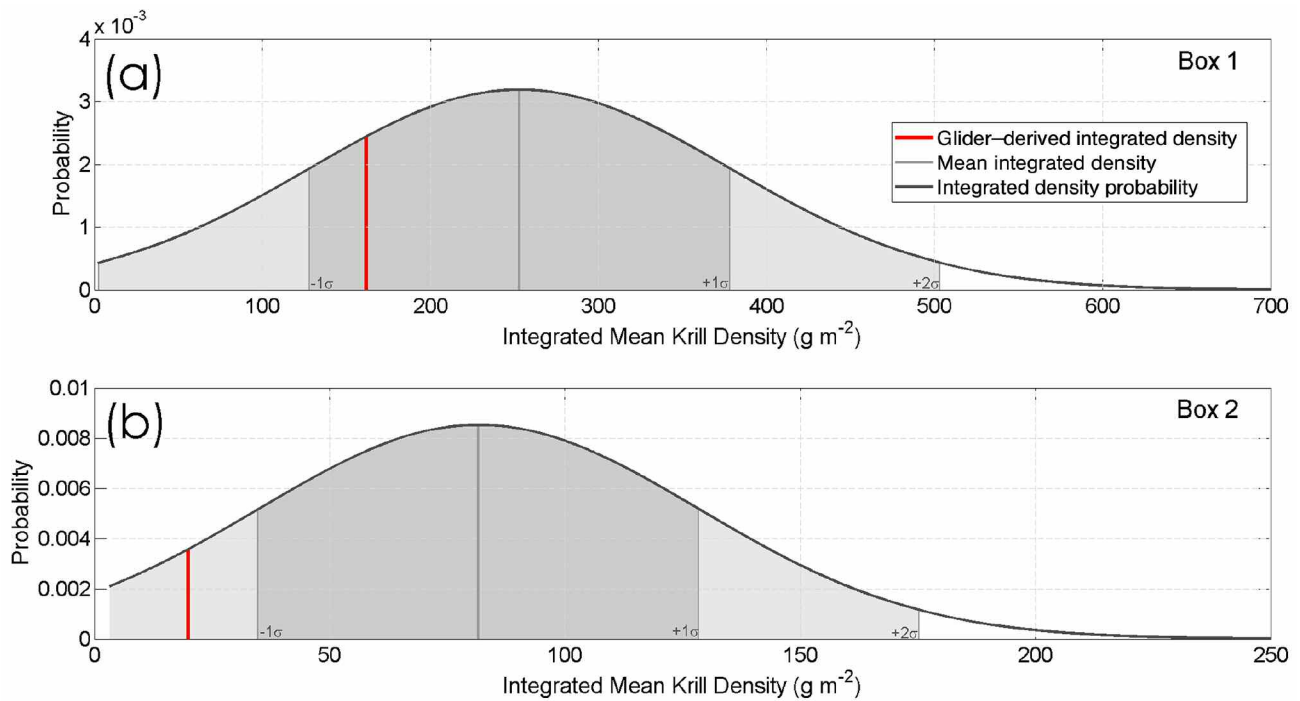 x 10⁻³
(a)
Box 1
4
3
2
1
0
Probability
Glider–derived integrated density
Mean integrated density
Integrated density probability
-1σ
+1σ
+2σ
0 100 200 300 400 500 600 700
Integrated Mean Krill Density (g m⁻²)
(b)
Box 2
0.01
0.008
0.006
0.004
0.002
0
Probability
-1σ
+1σ
+2σ
0 50 100 150 200 250
Integrated Mean Krill Density (g m⁻²)